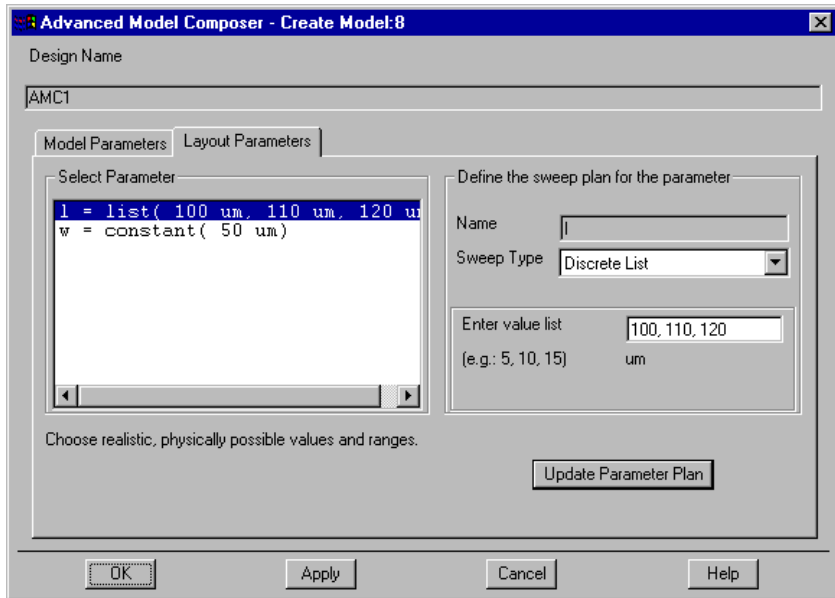 Advanced Model Composer - Create Model:8
Design Name
AMC1
Model Parameters Layout Parameters
Select Parameter
l = list( 100 um, 110 um, 120 u
w = constant( 50 um)
Choose realistic, physically possible values and ranges.
Define the sweep plan for the parameter
Name l
Sweep Type Discrete List
Enter value list 100, 110, 120
(e.g.: 5, 10, 15) um
Update Parameter Plan
OK Apply Cancel Help